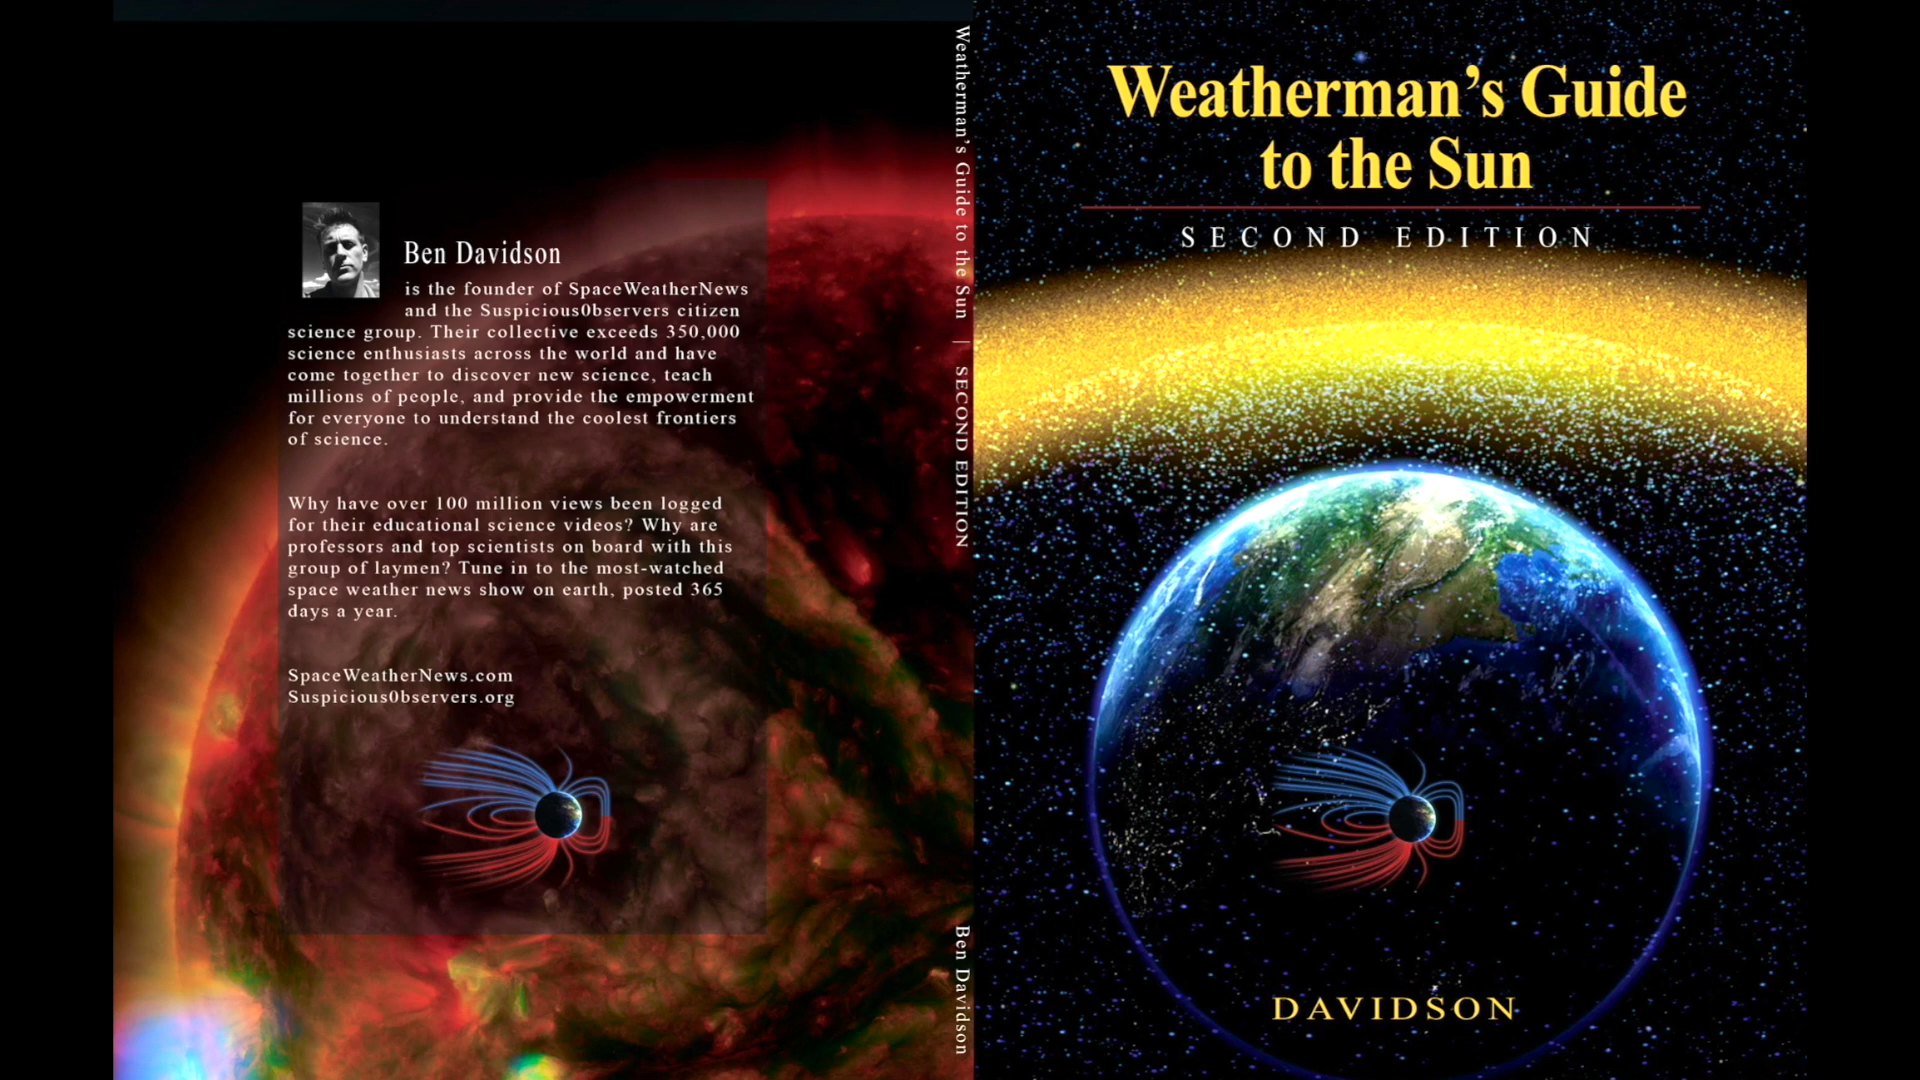 Ben Davidson
is the founder of SpaceWeatherNews
and the Suspicious0bservers citizen
science group. Their collective exceeds 350,000
science enthusiasts across the world and have
come together to discover new science, teach
millions of people, and provide the empowerment
for everyone to understand the coolest frontiers
of science.
Why have over 100 million views been logged
for their educational science videos? Why are
professors and top scientists on board with this
group of laymen? Tune in to the most-watched
space weather news show on earth, posted 365
days a year.
SpaceWeatherNews.com
Suspicious0bservers.org
Weatherman's Guide to the Sun | SECOND EDITION Ben Davidson
Weatherman's Guide
to the Sun
SECOND EDITION
DAVIDSON